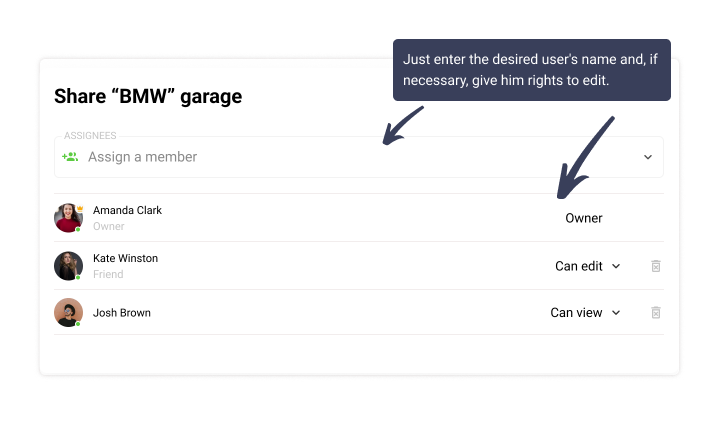 Just enter the desired user's name and, if
necessary, give him rights to edit.
Share “BMW” garage
ASSIGNEES
Assign a member
Amanda Clark
Owner
Owner
Kate Winston
Friend
Can edit
Josh Brown
Can view